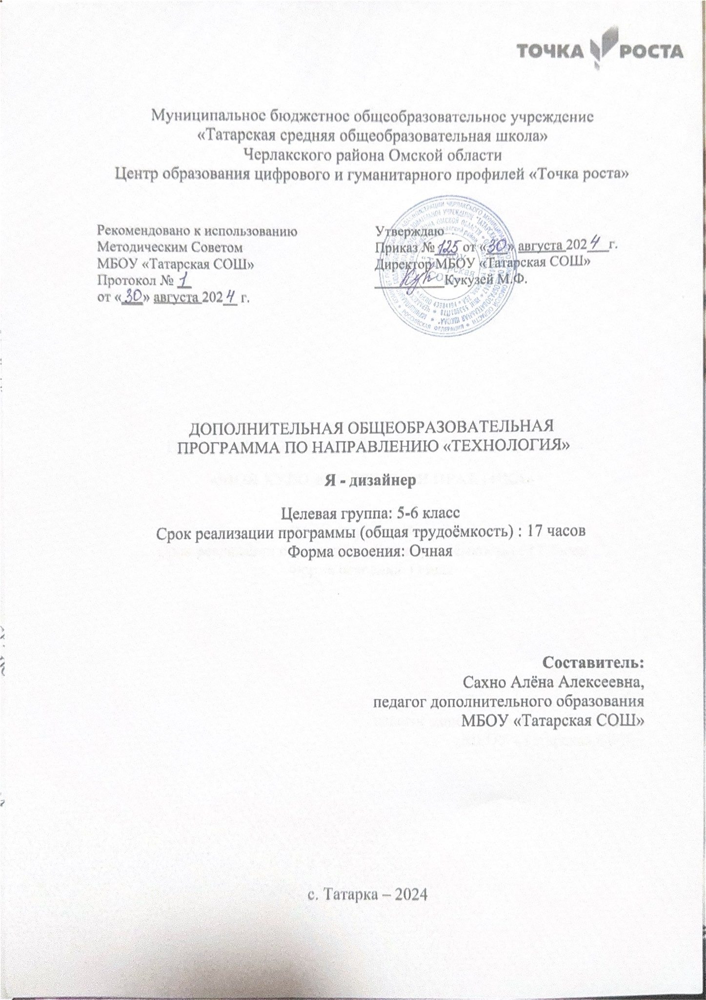 ТОЧКА РОСТА
Муниципальное бюджетное общеобразовательное учреждение
«Татарская средняя общеобразовательная школа»
Черлакского района Омской области
Центр образования цифрового и гуманитарного профилей «Точка роста»
Рекомендовано к использованию
Методическим Советом
МБОУ «Татарская СОШ»
Протокол № 1
от «30» августа 2024 г.
Утверждаю
Приказ № 125 от «30» августа 2024 г.
Директор МБОУ «Татарская СОШ»
Кукузей М.Ф.
ДОПОЛНИТЕЛЬНАЯ ОБЩЕОБРАЗОВАТЕЛЬНАЯ
ПРОГРАММА ПО НАПРАВЛЕНИЮ «ТЕХНОЛОГИЯ»
Я - дизайнер
Целевая группа: 5-6 класс
Срок реализации программы (общая трудоёмкость) : 17 часов
Форма освоения: Очная
Составитель:
Сахно Алёна Алексеевна,
педагог дополнительного образования
МБОУ «Татарская СОШ»
с. Татарка – 2024